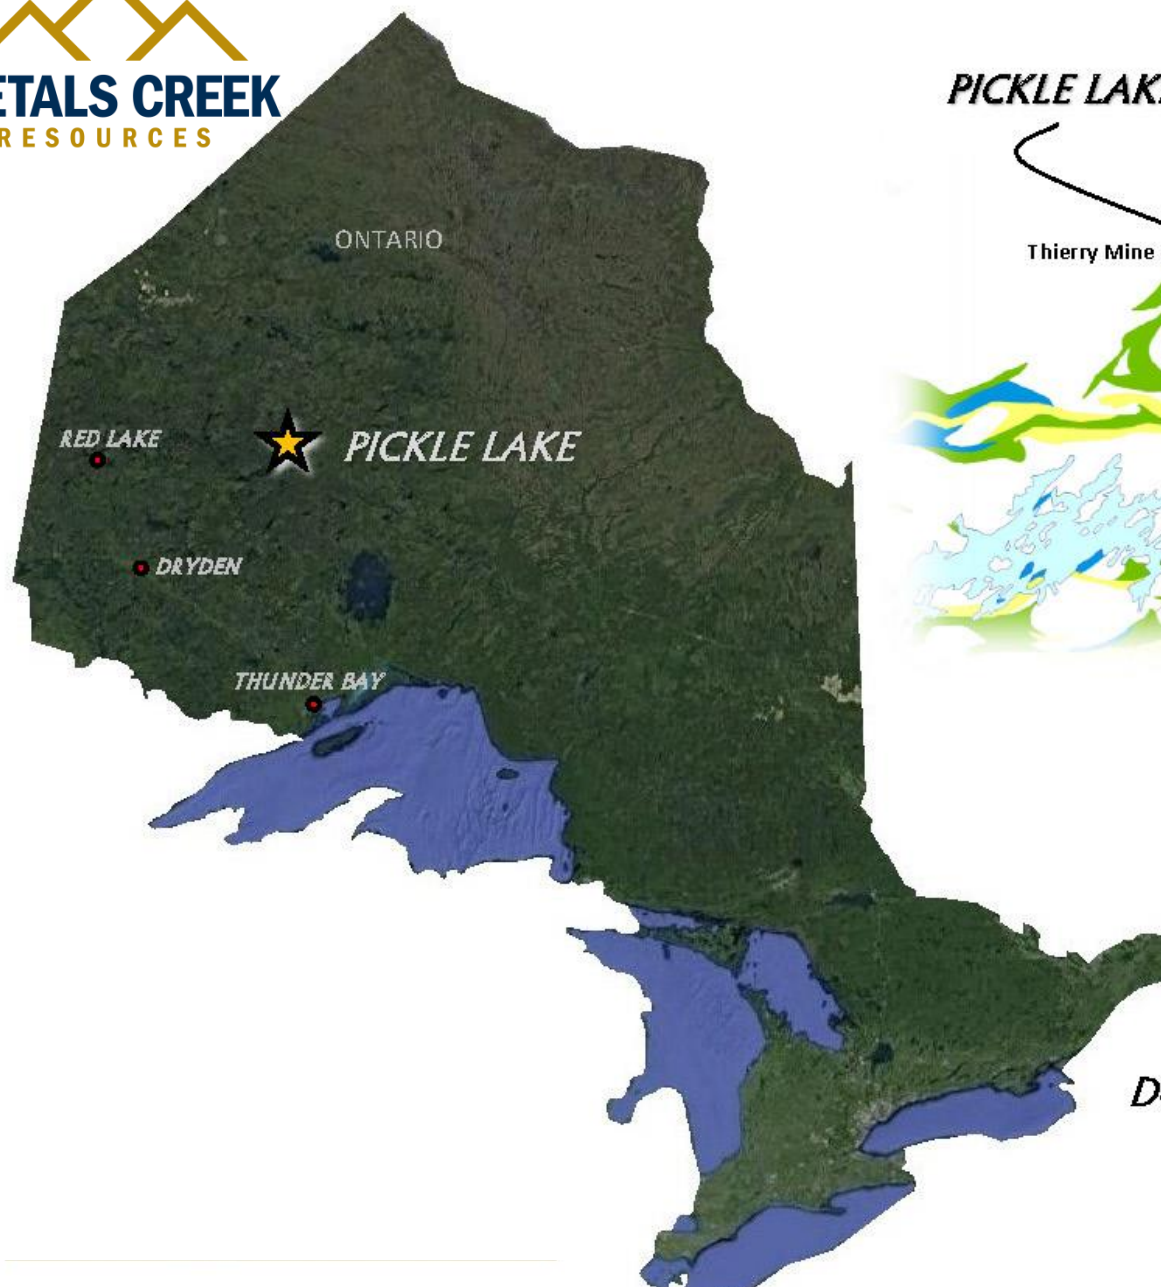 ETALS CREEK
RESOURCES
PICKLE LAK
Thierry Mine
ONTARIO
RED LAKE
PICKLE LAKE
DRYDEN
THUNDER BAY
D